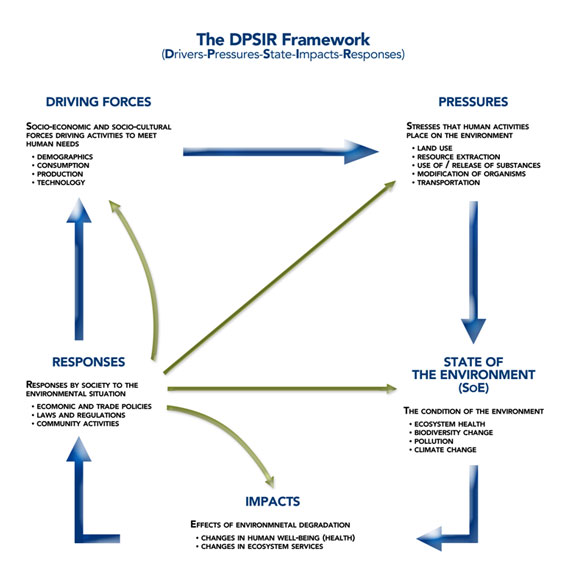 The DPSIR Framework
(Drivers-Pressures-State-Impacts-Responses)
DRIVING FORCES
SOCIO-ECONOMIC AND SOCIO-CULTURAL
FORCES DRIVING ACTIVITIES TO MEET
HUMAN NEEDS
• DEMOGRAPHICS
• CONSUMPTION
• PRODUCTION
• TECHNOLOGY
PRESSURES
STRESSES THAT HUMAN ACTIVITIES
PLACE ON THE ENVIRONMENT
• LAND USE
• RESOURCE EXTRACTION
• USE OF / RELEASE OF SUBSTANCES
• MODIFICATION OF ORGANISMS
• TRANSPORTATION
RESPONSES
RESPONSES BY SOCIETY TO THE
ENVIRONMENTAL SITUATION
• ECOMONIC AND TRADE POLICIES
• LAWS AND REGULATIONS
• COMMUNITY ACTIVITIES
STATE OF
THE ENVIRONMENT
(SOE)
THE CONDITION OF THE ENVIRONMENT
• ECOSYSTEM HEALTH
• BIODIVERSITY CHANGE
• POLLUTION
• CLIMATE CHANGE
IMPACTS
EFFECTS OF ENVIRONMNETAL DEGRADATION
• CHANGES IN HUMAN WELL-BEING (HEALTH)
• CHANGES IN ECOSYSTEM SERVICES